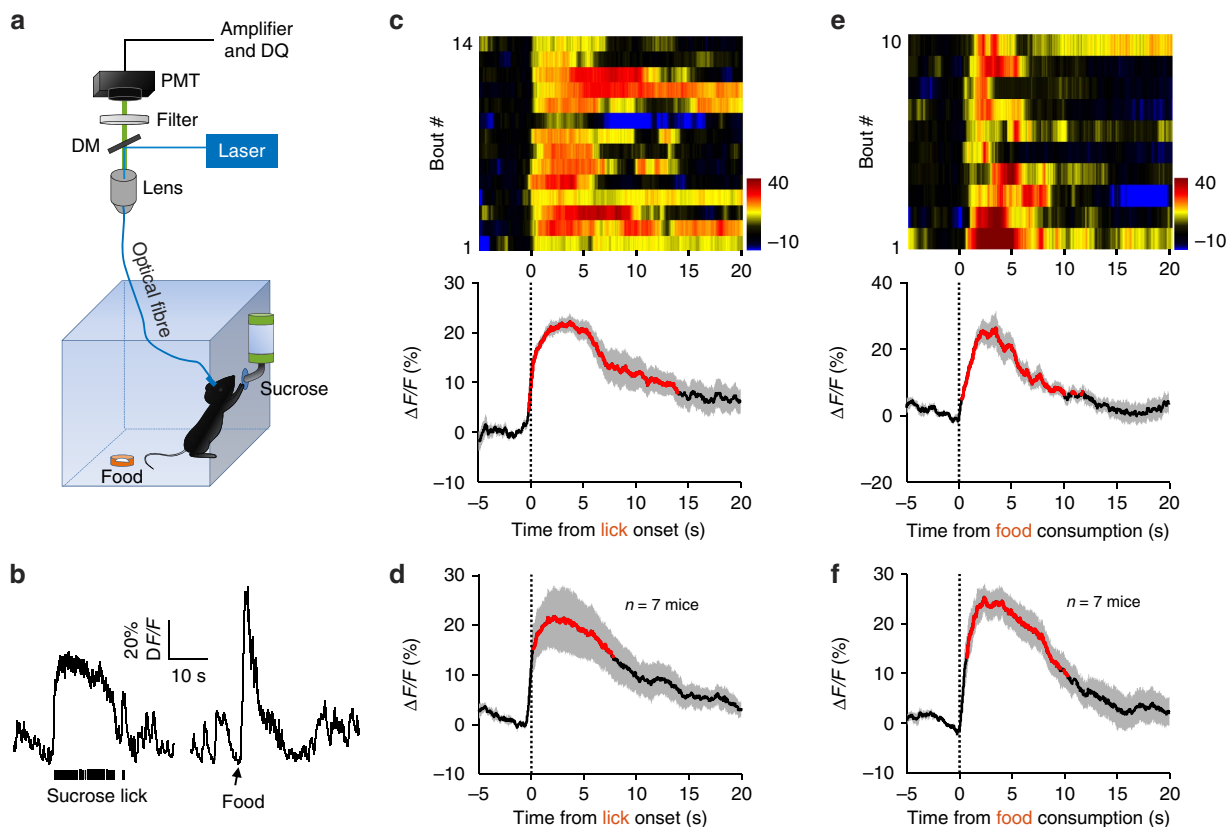 a
Amplifier
and DQ
PMT
Filter
DM
Laser
Lens
Optical fibre
Sucrose
Food
b
20%
DF/F
10 s
Sucrose lick
Food
c
14
Bout #
1
40
–10
0 5 10 15 20
30
20
10
0
–10
ΔF/F (%)
–5 0 5 10 15 20
Time from lick onset (s)
d
30
20
10
0
–10
ΔF/F (%)
n = 7 mice
–5 0 5 10 15 20
Time from lick onset (s)
e
10
Bout #
1
40
–10
0 5 10 15 20
40
20
0
–20
ΔF/F (%)
–5 0 5 10 15 20
Time from food consumption (s)
f
30
20
10
0
–10
ΔF/F (%)
n = 7 mice
–5 0 5 10 15 20
Time from food consumption (s)